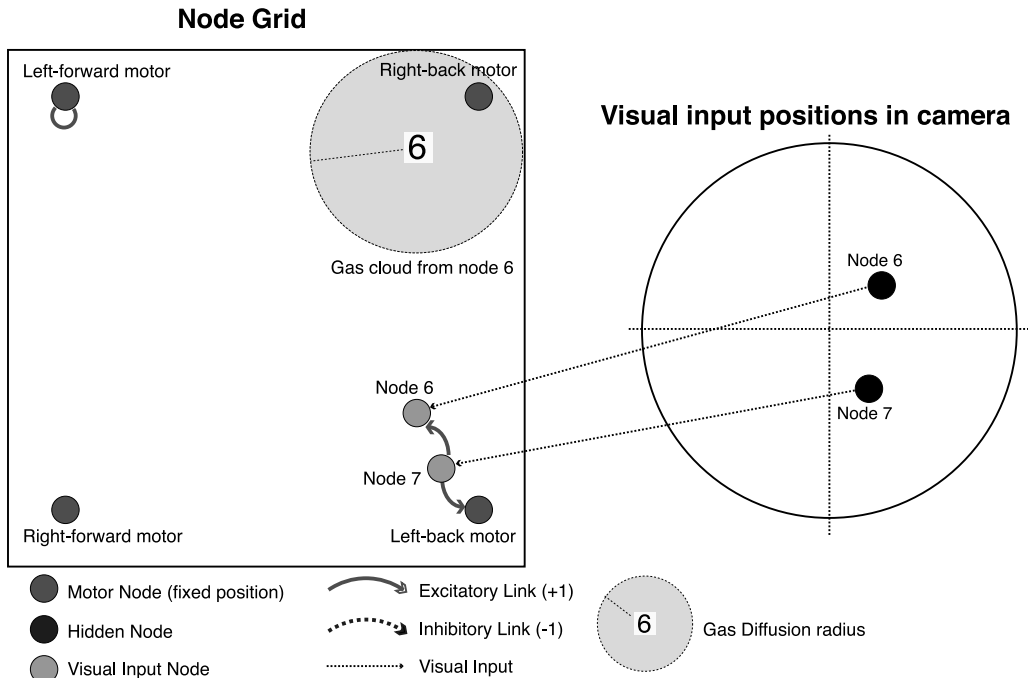 Node Grid
Left-forward motor
Right-back motor
6
Gas cloud from node 6
Visual input positions in camera
Node 6
Node 7
Node 6
Node 7
Right-forward motor
Left-back motor
Motor Node (fixed position)
Excitatory Link (+1)
Hidden Node
Inhibitory Link (-1)
6
Gas Diffusion radius
Visual Input Node
Visual Input